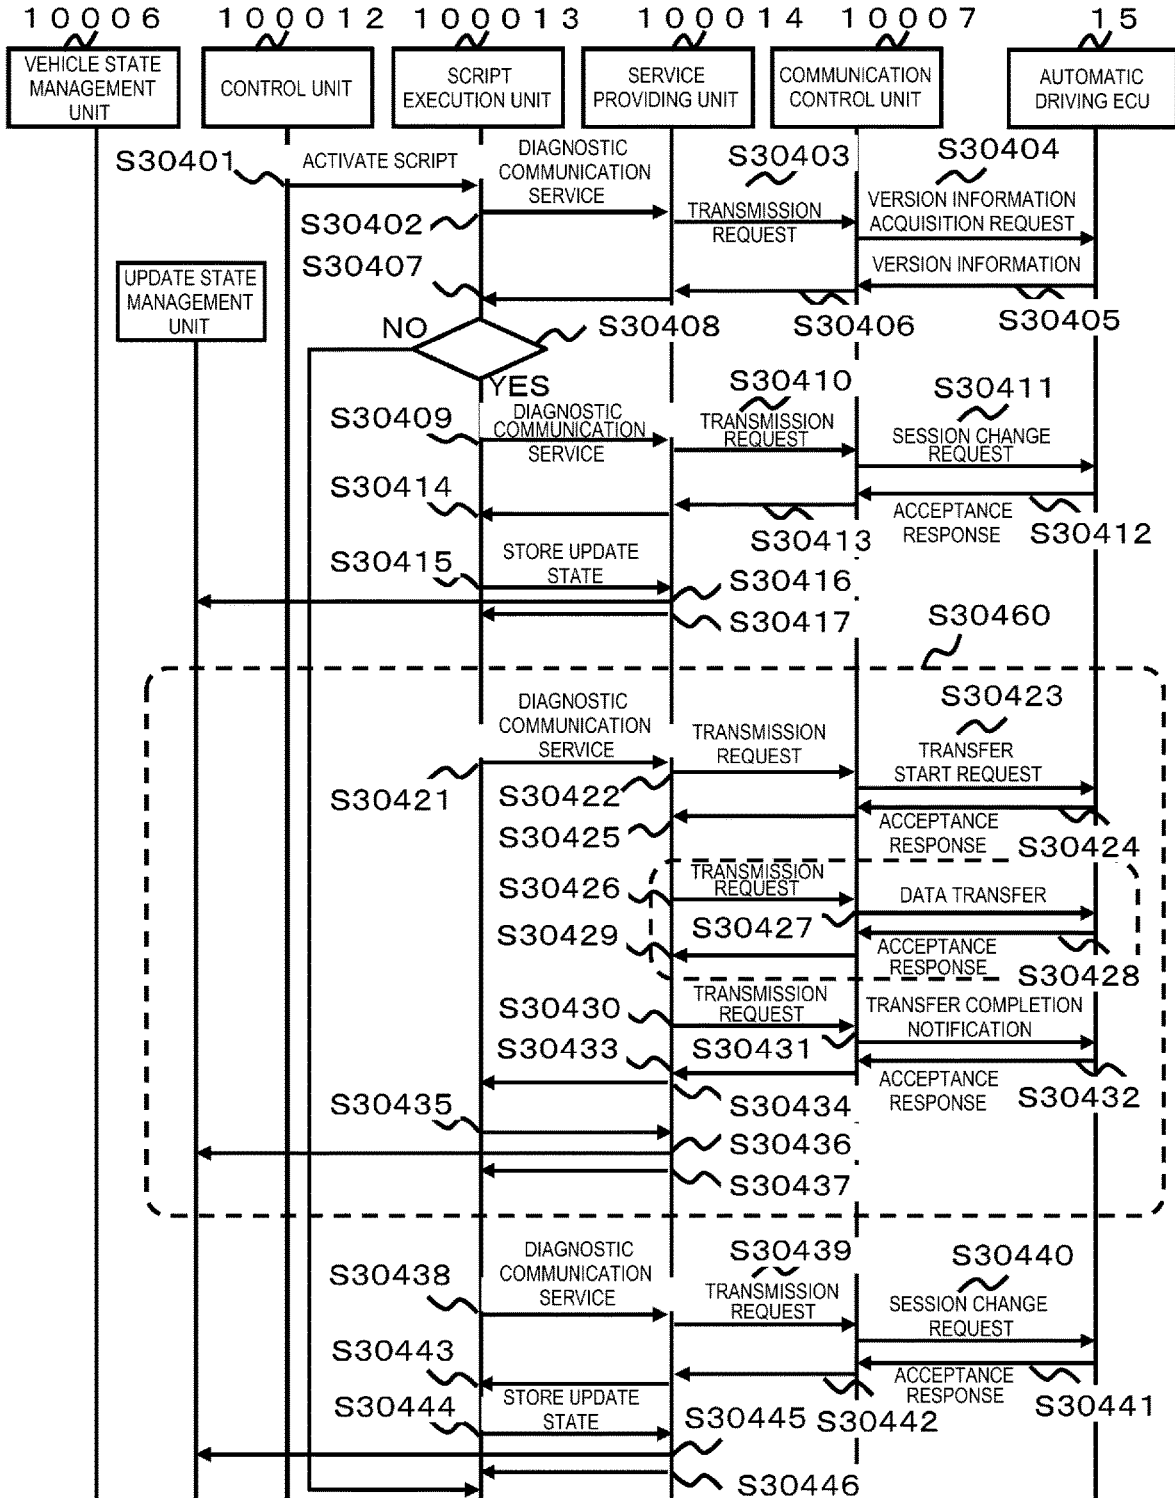 10006
100012
100013
100014
10007
15
VEHICLE STATE
MANAGEMENT
UNIT
CONTROL UNIT
SCRIPT
EXECUTION UNIT
SERVICE
PROVIDING UNIT
COMMUNICATION
CONTROL UNIT
AUTOMATIC
DRIVING ECU
S30401
ACTIVATE SCRIPT
DIAGNOSTIC
COMMUNICATION
SERVICE
S30403
S30404
S30402
TRANSMISSION
REQUEST
VERSION INFORMATION
ACQUISITION REQUEST
UPDATE STATE
MANAGEMENT
UNIT
S30407
VERSION INFORMATION
NO
S30408
S30406
S30405
YES
S30410
S30411
S30409
DIAGNOSTIC
COMMUNICATION
SERVICE
TRANSMISSION
REQUEST
SESSION CHANGE
REQUEST
S30414
ACCEPTANCE
RESPONSE
S30412
S30413
S30415
STORE UPDATE
STATE
S30416
S30417
S30460
S30423
DIAGNOSTIC
COMMUNICATION
SERVICE
TRANSMISSION
REQUEST
TRANSFER
START REQUEST
S30421
S30422
S30425
ACCEPTANCE
RESPONSE
S30424
S30426
TRANSMISSION
REQUEST
DATA TRANSFER
S30427
S30429
ACCEPTANCE
RESPONSE
S30428
S30430
TRANSMISSION
REQUEST
TRANSFER COMPLETION
NOTIFICATION
S30433
S30431
ACCEPTANCE
RESPONSE
S30432
S30434
S30435
S30436
S30437
S30438
DIAGNOSTIC
COMMUNICATION
SERVICE
S30439
TRANSMISSION
REQUEST
S30440
SESSION CHANGE
REQUEST
S30443
ACCEPTANCE
RESPONSE
S30441
S30444
STORE UPDATE
STATE
S30445
S30442
S30446